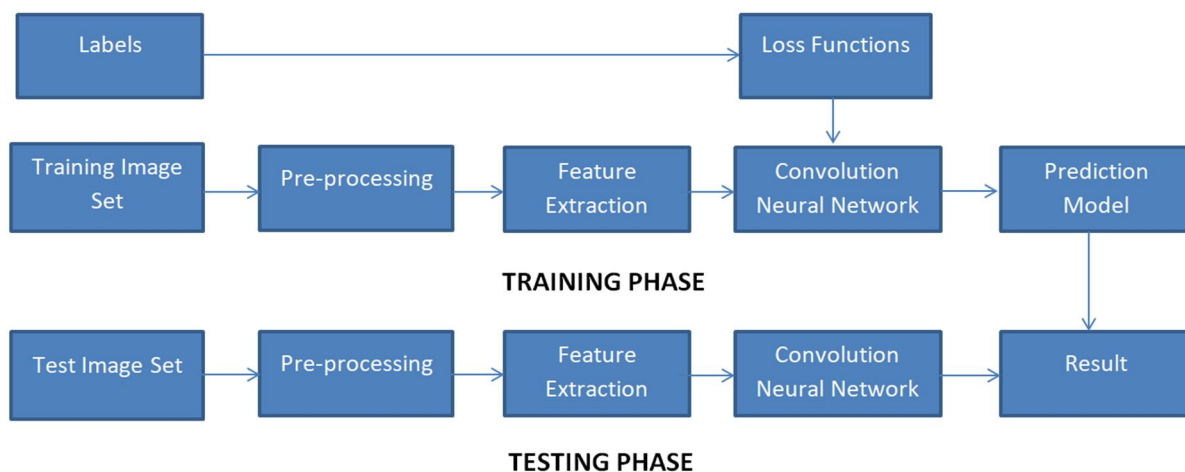 Labels
Loss Functions
Training Image
Set
Pre-processing
Feature
Extraction
Convolution
Neural Network
Prediction
Model
TRAINING PHASE
Test Image Set
Pre-processing
Feature
Extraction
Convolution
Neural Network
Result
TESTING PHASE